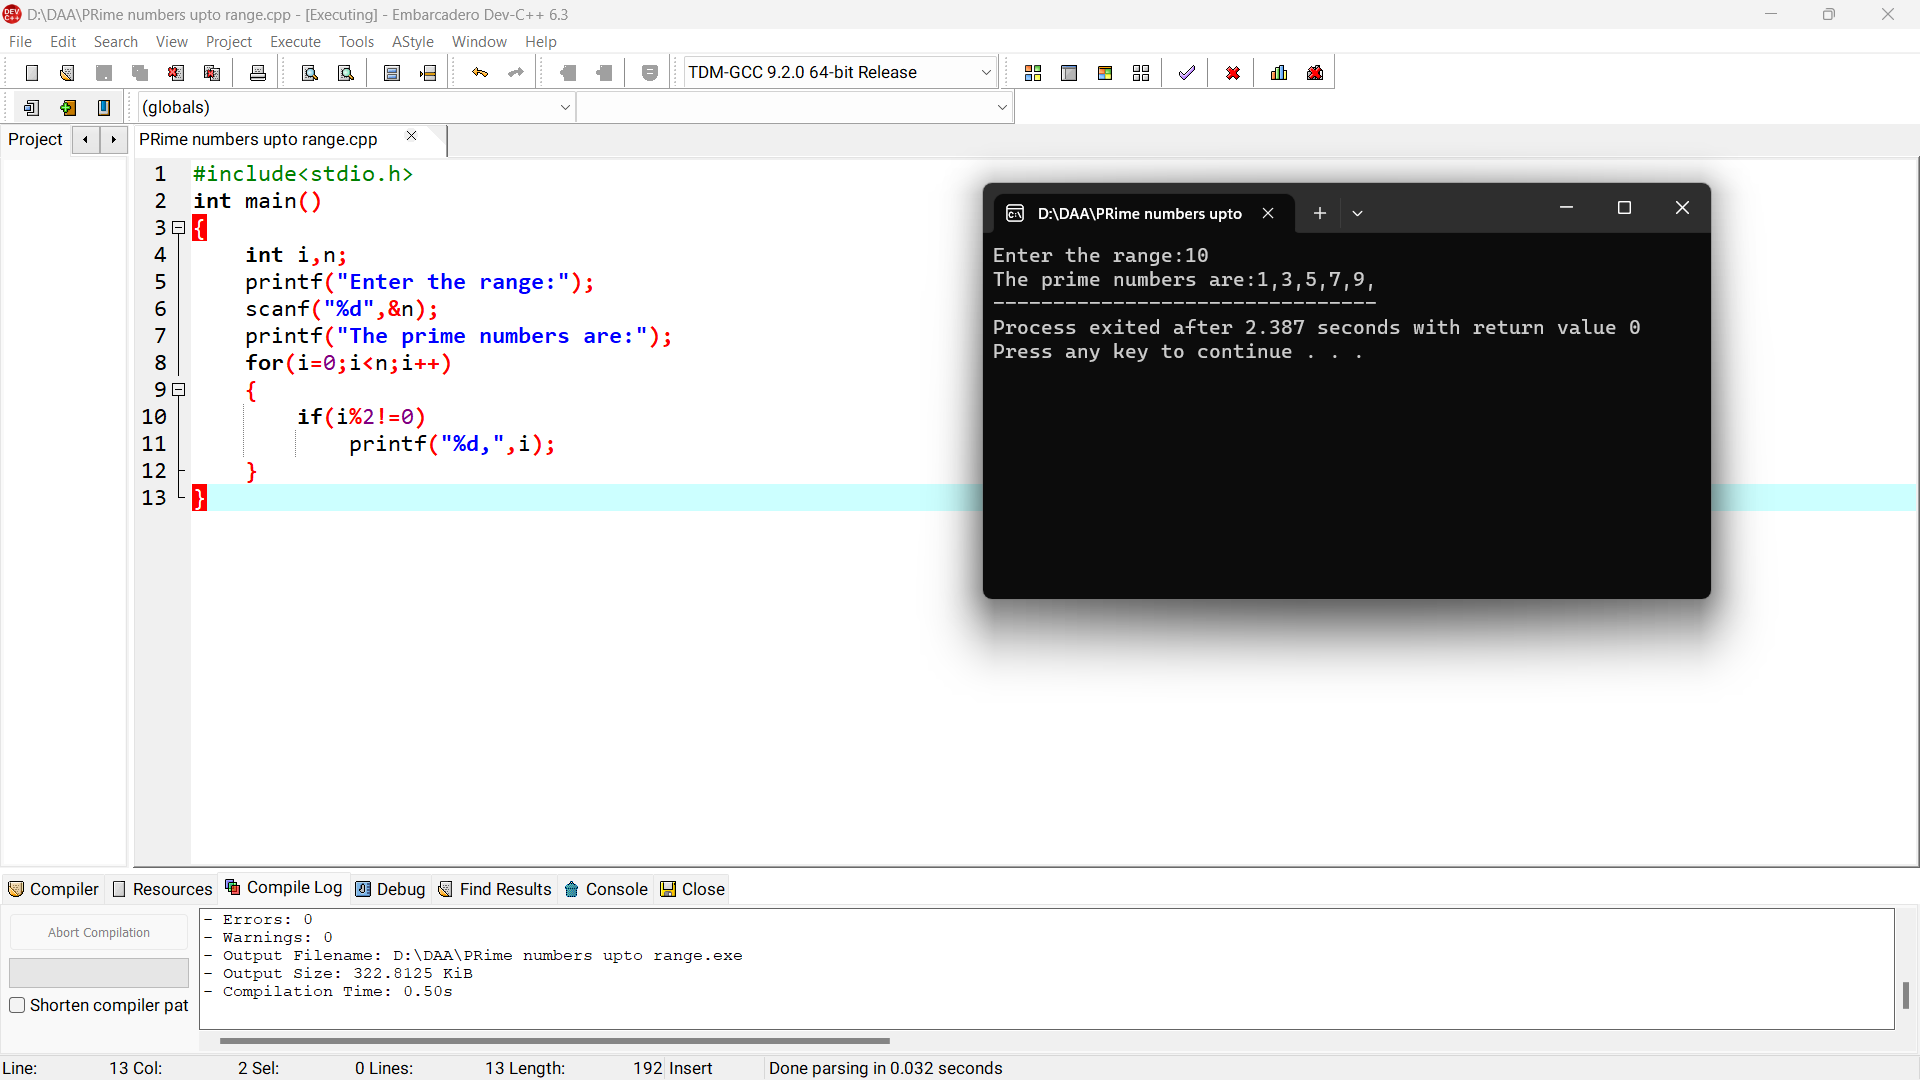 D:\DAA\PRime numbers upto range.cpp - [Executing] - Embarcadero Dev-C++ 6.3
File Edit Search View Project Execute Tools AStyle Window Help
TDM-GCC 9.2.0 64-bit Release
(globals)
Project PRime numbers upto range.cpp
1 #include<stdio.h>
2 int main()
3 {
4 int i,n;
5 printf("Enter the range:");
6 scanf("%d",&n);
7 printf("The prime numbers are:");
8 for(i=0;i<n;i++)
9 {
10 if(i%2!=0)
11 printf("%d,",i);
12 }
13 }
D:\DAA\PRime numbers upto
Enter the range:10
The prime numbers are:1,3,5,7,9,
--------------------------------
Process exited after 2.387 seconds with return value 0
Press any key to continue . . .
Compiler Resources Compile Log Debug Find Results Console Close
Abort Compilation
Shorten compiler pat
- Errors: 0
- Warnings: 0
- Output Filename: D:\DAA\PRime numbers upto range.exe
- Output Size: 322.8125 KiB
- Compilation Time: 0.50s
Line: 13 Col: 2 Sel: 0 Lines: 13 Length: 192 Insert Done parsing in 0.032 seconds